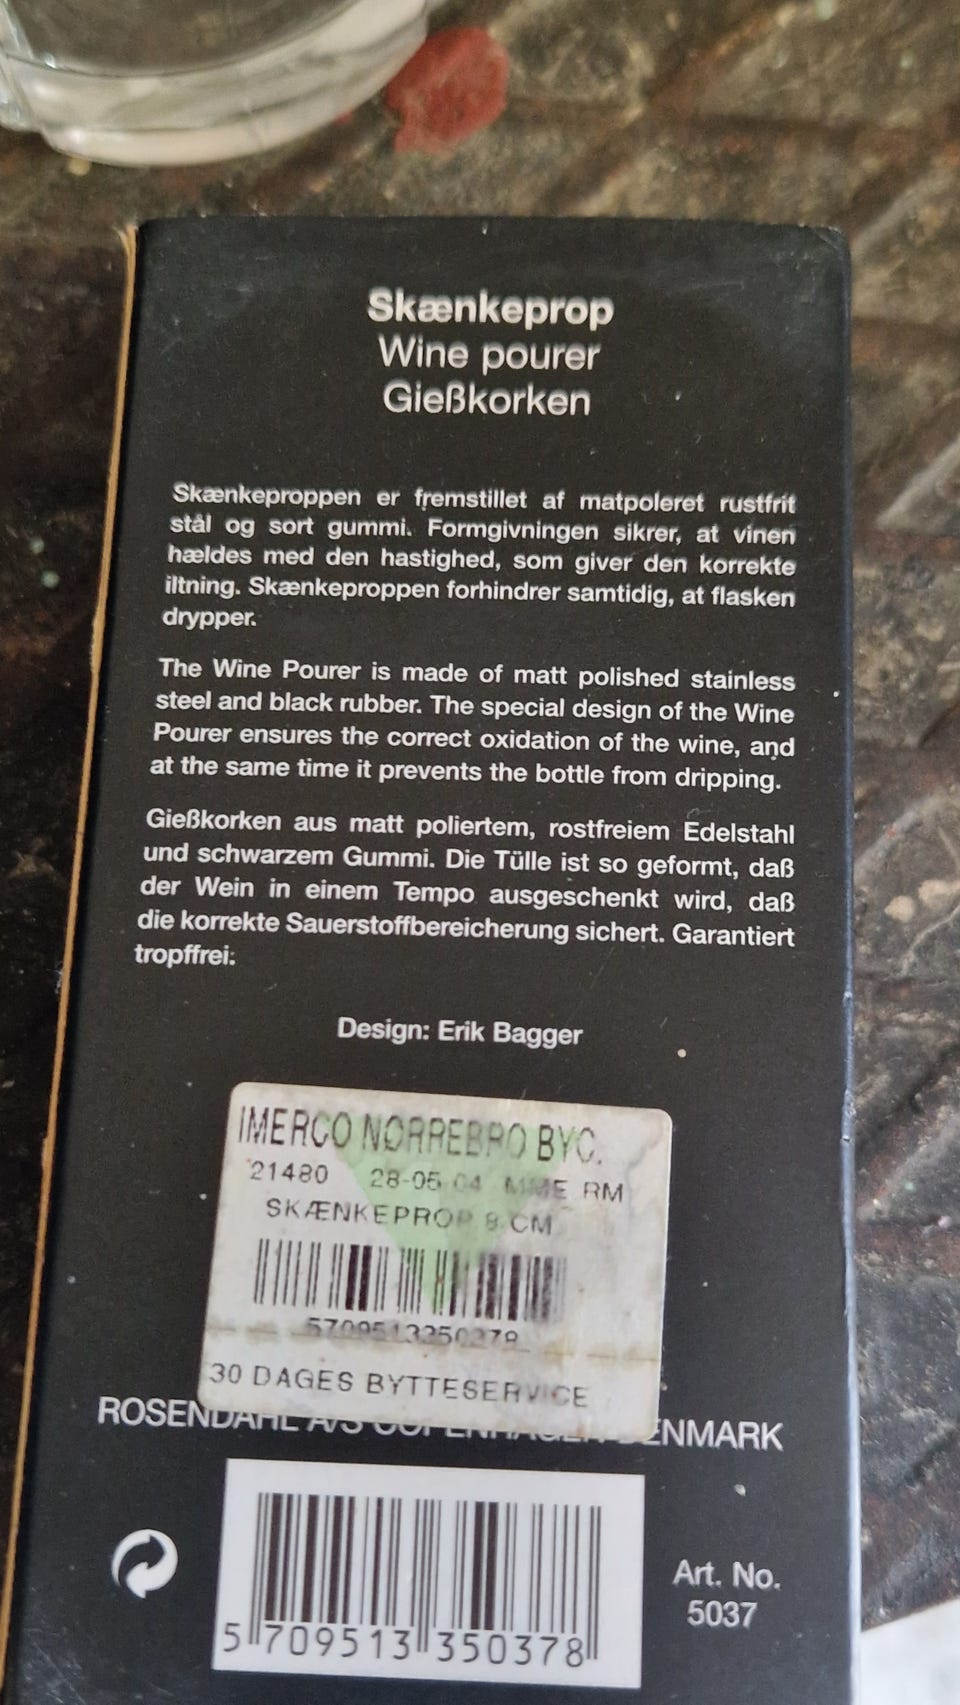 Skænkeprop
Wine pourer
Gießkorken
Skænkeproppen er fremstillet af matpoleret rustfrit
stål og sort gummi. Formgivningen sikrer, at vinen
hældes med den hastighed, som giver den korrekte
iltning. Skænkeproppen forhindrer samtidig, at flasken
drypper.
The Wine Pourer is made of matt polished stainless
steel and black rubber. The special design of the Wine
Pourer ensures the correct oxidation of the wine, and
at the same time it prevents the bottle from dripping.
Gießkorken aus matt poliertem, rostfreiem Edelstahl
und schwarzem Gummi. Die Tülle ist so geformt, daß
der Wein in einem Tempo ausgeschenkt wird, daß
die korrekte Sauerstoffbereicherung sichert. Garantiert
tropffrei.
Design: Erik Bagger
IMERCO NORREBRO BYC.
21480 28-05 04 MME RM
SKÆNKEPROP 8 CM
5709513350378
30 DAGES BYTTESERVICE
ROSENDAHL A/S COPENHAGEN DENMARK
5 709513 350378
Art. No.
5037